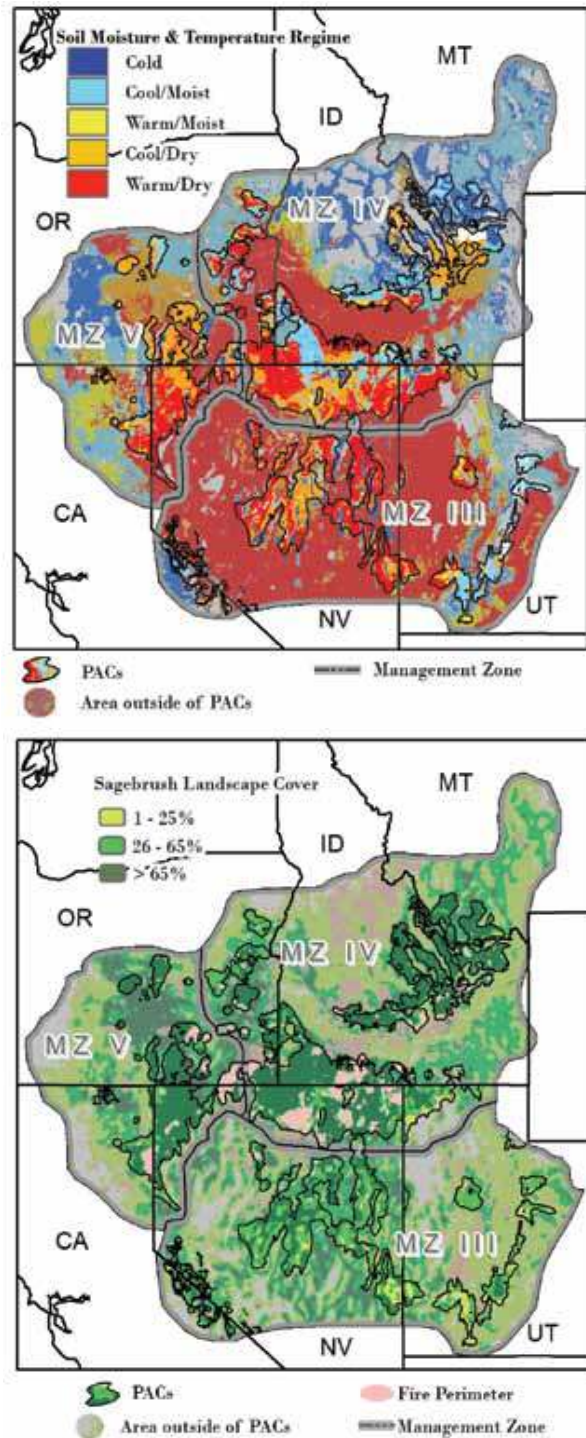 Soil Moisture & Temperature Regime
Cold
Cool/Moist
Warm/Moist
Cool/Dry
Warm/Dry
MT
ID
OR
MZ IV
MZ V
MZ III
CA
NV
UT
PACs
Management Zone
Area outside of PACs
Sagebrush Landscape Cover
1 - 25%
26 - 65%
> 65%
MT
ID
OR
MZ IV
MZ V
MZ III
CA
NV
UT
PACs
Fire Perimeter
Area outside of PACs
Management Zone